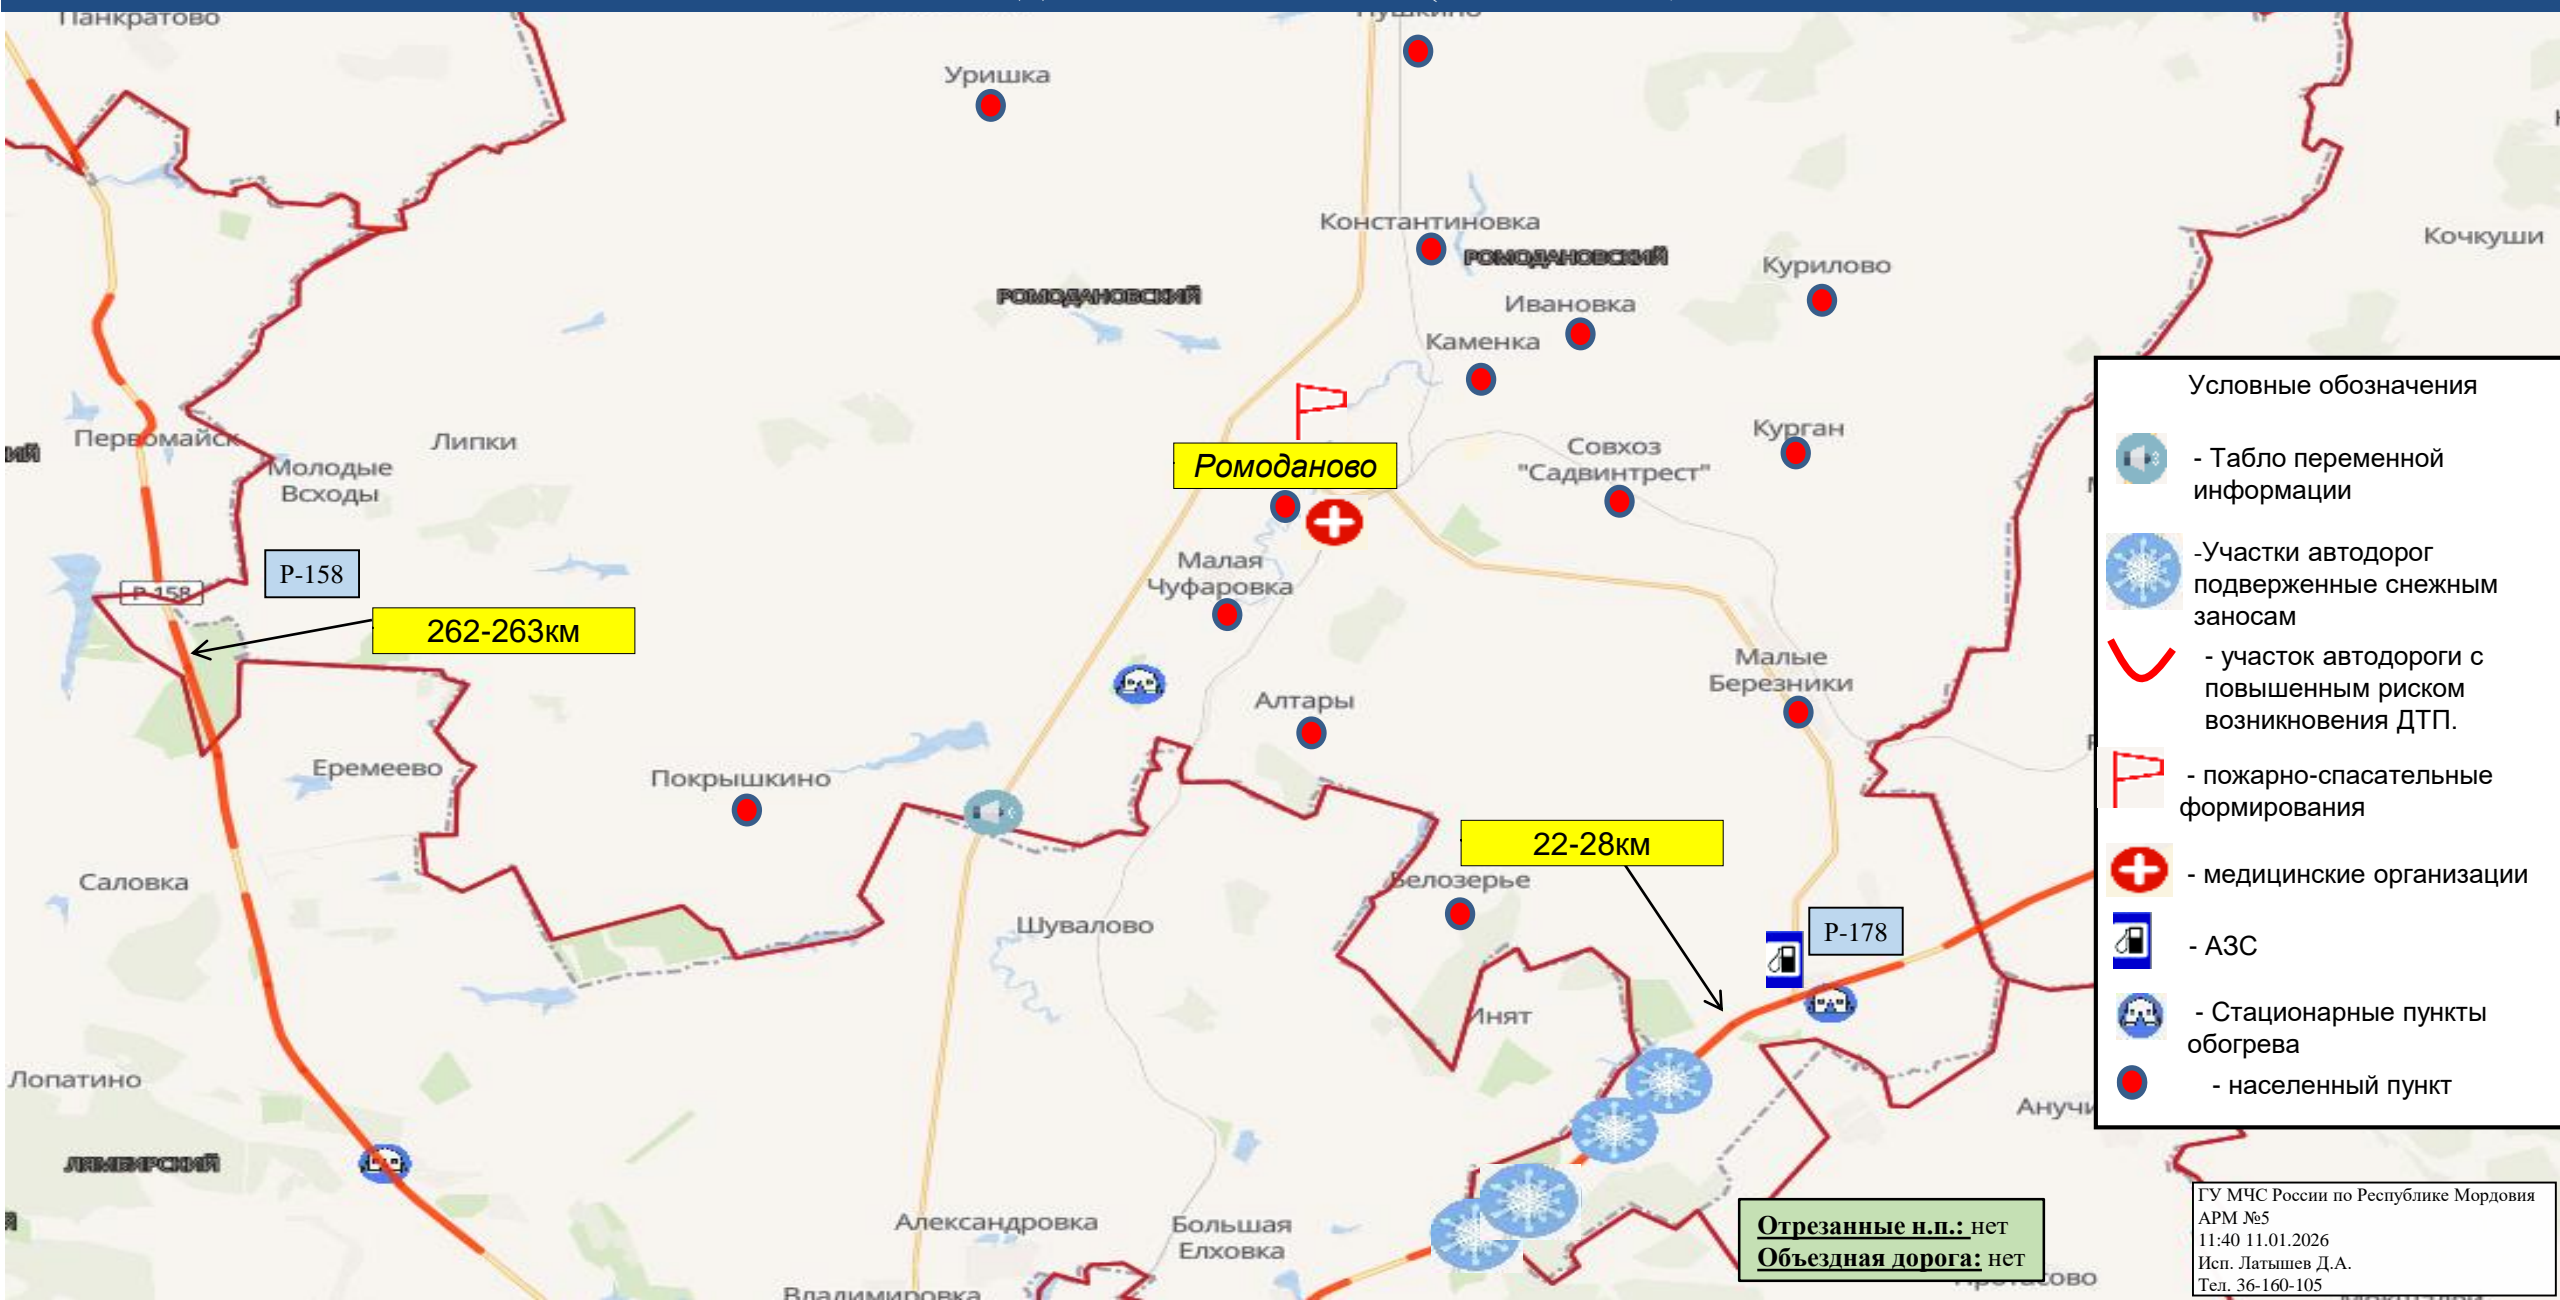 Панкратово
Пушкино
Уришка
Константиновка
РОМОДАНОВСКИЙ
Кочкуши
Курилово
РОМОДАНОВСКИЙ
Ивановка
Каменка
Первомайск
Липки
Молодые
Всходы
Ромоданово
Совхоз
"Садвинтрест"
Курган
Р-158
Р-158
262-263км
Малая
Чуфаровка
Малые
Березники
Алтары
Еремеево
Покрышкино
22-28км
Белозерье
Саловка
Шувалово
Р-178
Инят
Лопатино
ЛЯМБИРСКИЙ
Александровка
Большая
Елховка
Владимировка
Условные обозначения
- Табло переменной
информации
-Участки автодорог
подверженные снежным
заносам
- участок автодороги с
повышенным риском
возникновения ДТП.
- пожарно-спасательные
формирования
- медицинские организации
- АЗС
- Стационарные пункты
обогрева
- населенный пункт
Отрезанные н.п.: нет
Объездная дорога: нет
ГУ МЧС России по Республике Мордовия
АРМ №5
11:40 11.01.2026
Исп. Латышев Д.А.
Тел. 36-160-105